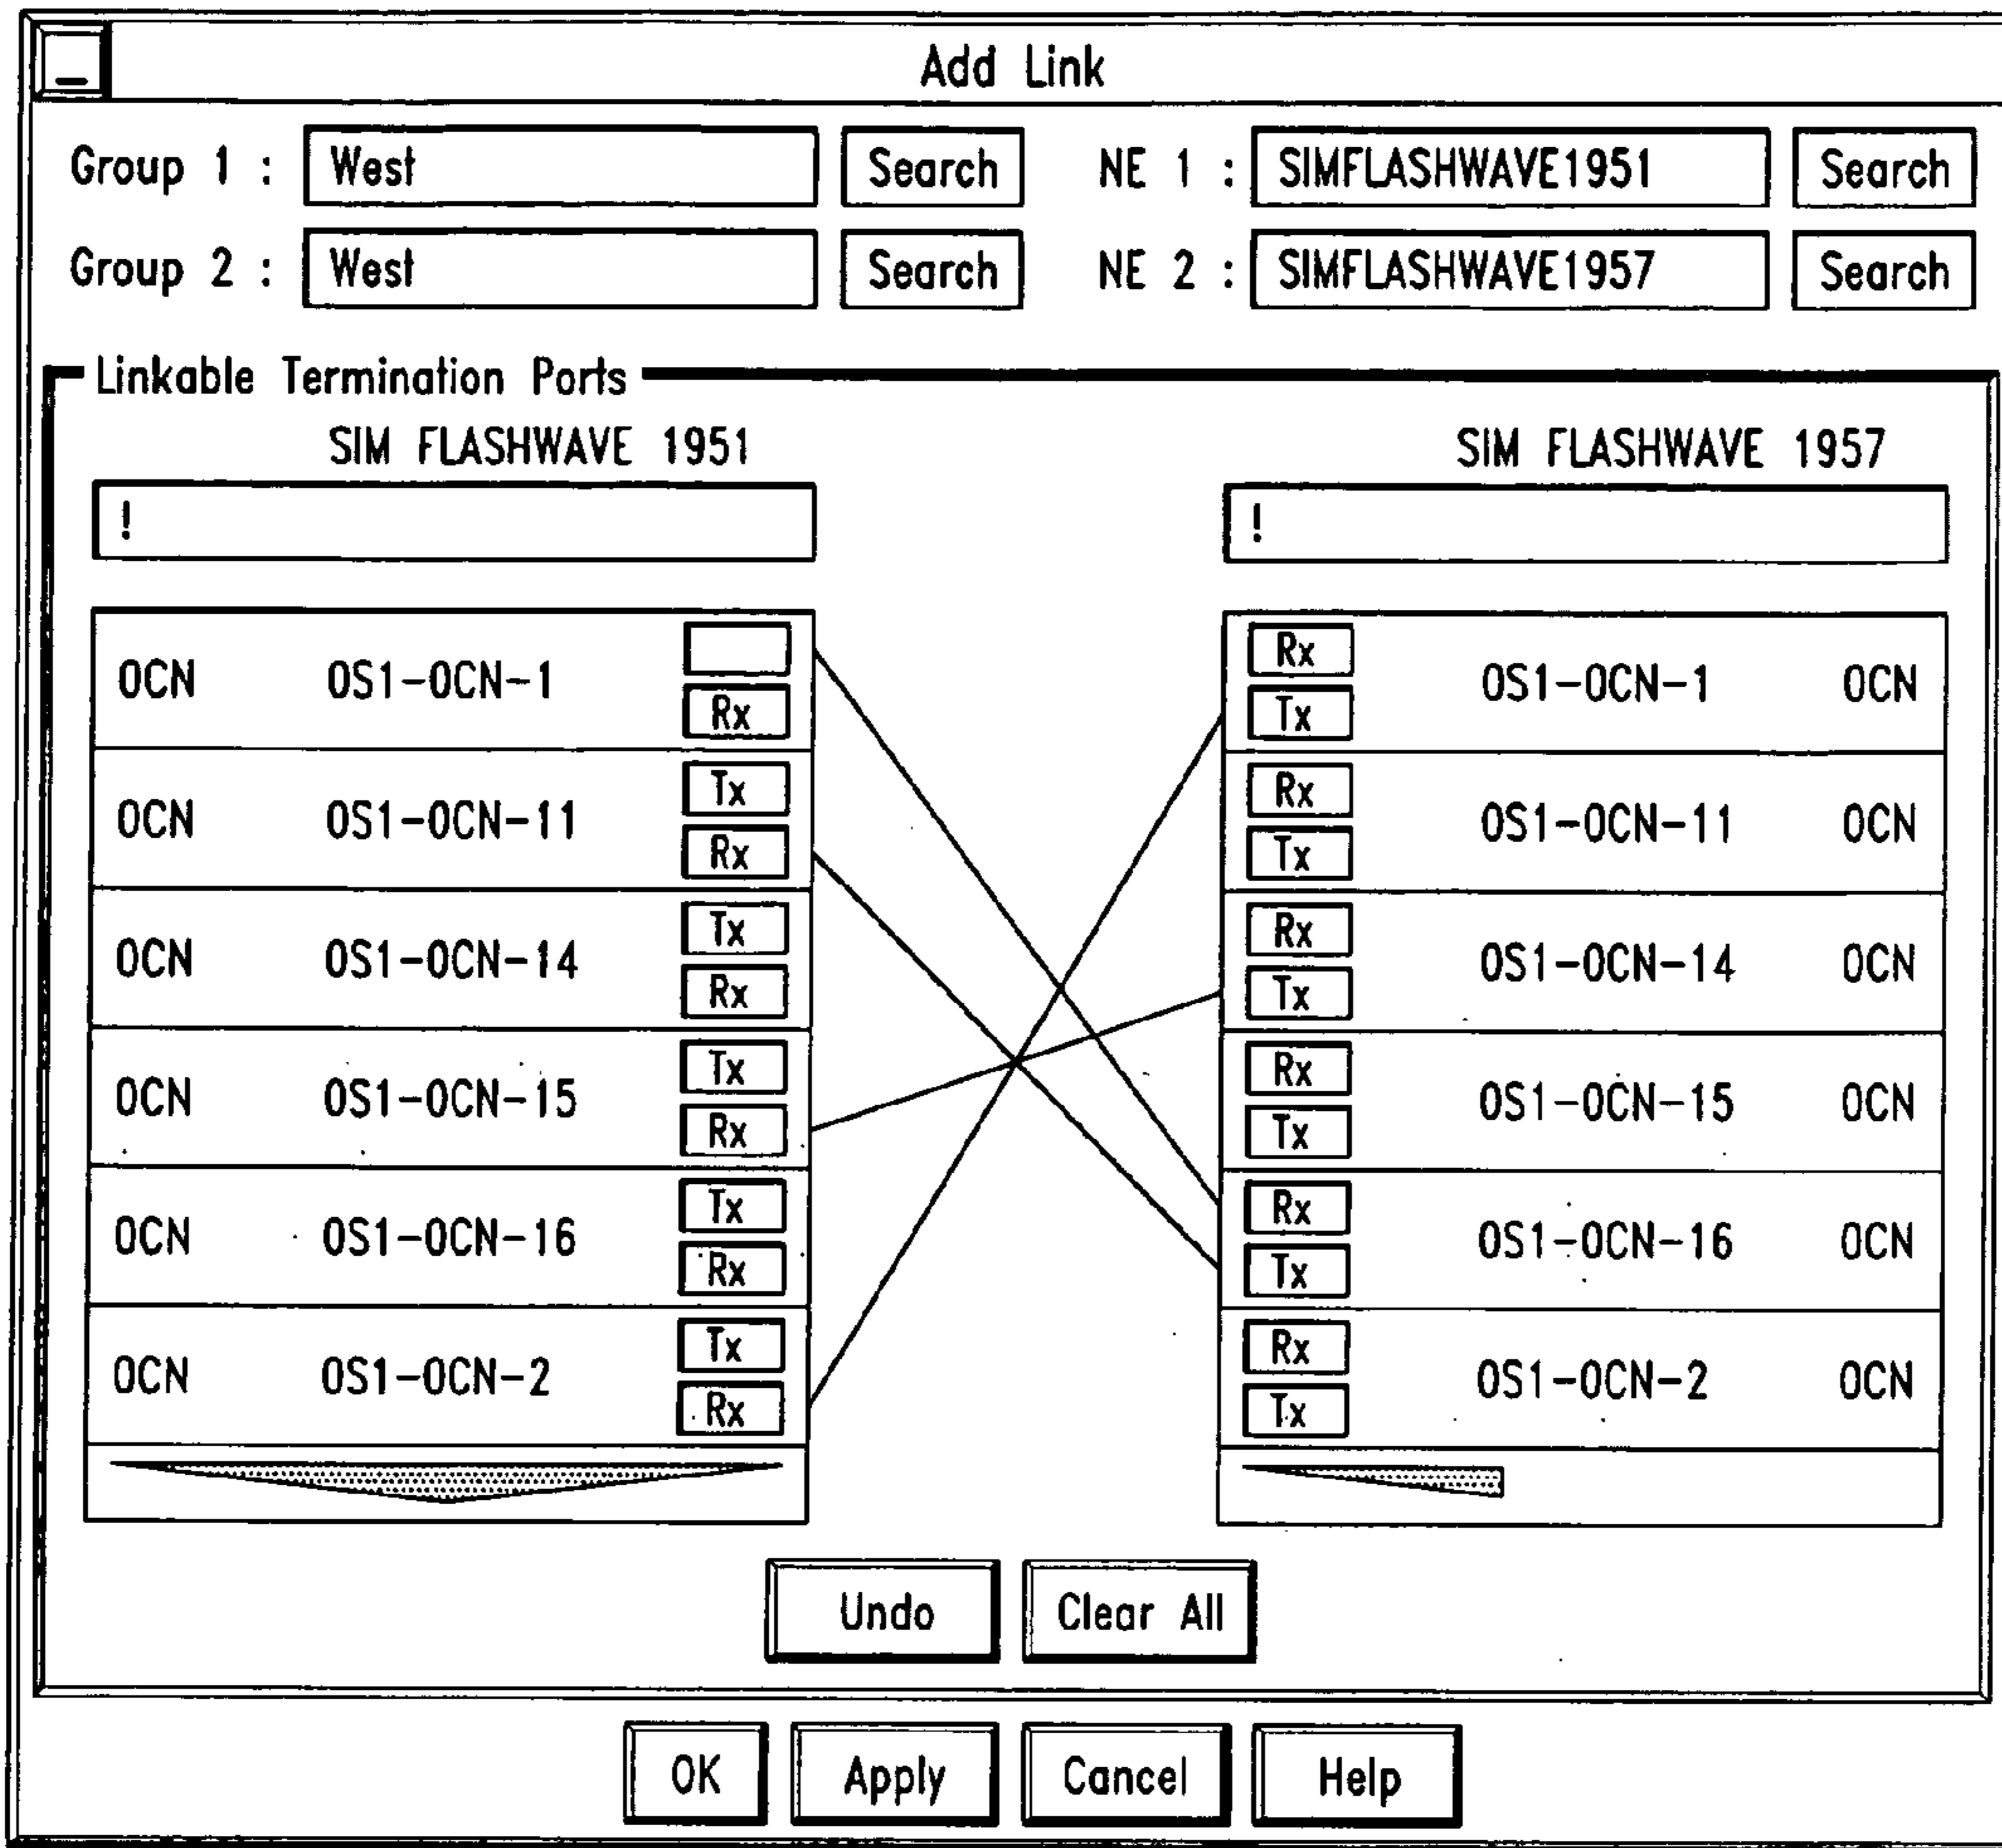 Add Link
Group 1 : West Search NE 1 : SIMFLASHWAVE1951 Search
Group 2 : West Search NE 2 : SIMFLASHWAVE1957 Search
Linkable Termination Ports
SIM FLASHWAVE 1951 SIM FLASHWAVE 1957
! !
OCN OS1-OCN-1 Rx Rx Tx OS1-OCN-1 OCN
OCN OS1-OCN-11 Tx Rx Rx Tx OS1-OCN-11 OCN
OCN OS1-OCN-14 Tx Rx Rx Tx OS1-OCN-14 OCN
OCN OS1-OCN-15 Tx Rx Rx Tx OS1-OCN-15 OCN
OCN OS1-OCN-16 Tx Rx Rx Tx OS1-OCN-16 OCN
OCN OS1-OCN-2 Tx Rx Rx Tx OS1-OCN-2 OCN
Undo Clear All
OK Apply Cancel Help